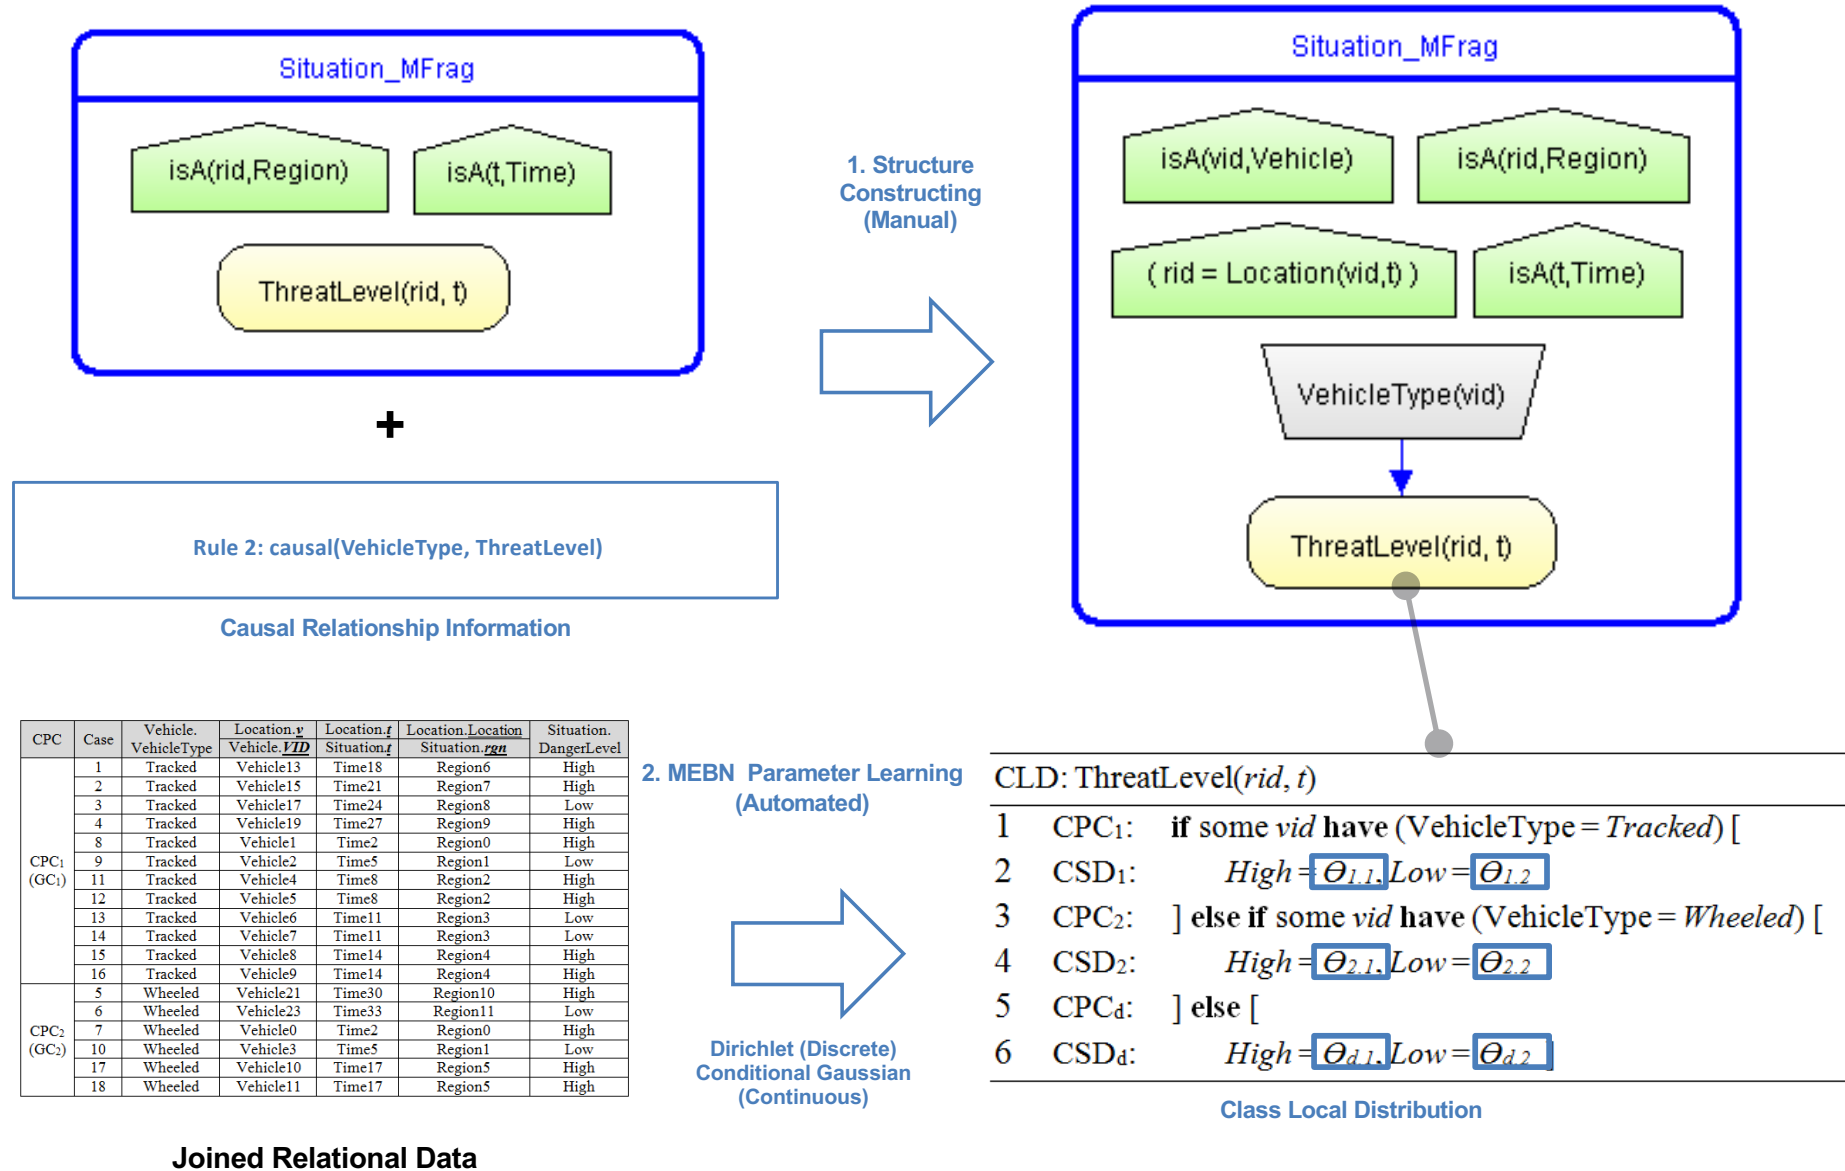 Situation_MFrag
isA(rid,Region)
isA(t,Time)
ThreatLevel(rid, t)
+
Rule 2: causal(VehicleType, ThreatLevel)
Causal Relationship Information
1. Structure
Constructing
(Manual)
Situation_MFrag
isA(vid,Vehicle)
isA(rid,Region)
( rid = Location(vid,t) )
isA(t,Time)
VehicleType(vid)
ThreatLevel(rid, t)
CPC Case Vehicle. VehicleType Location.v Vehicle.VID Location.t Situation.t Location.Location Situation.rgn Situation. DangerLevel
CPC1
(GC1)
1 Tracked Vehicle13 Time18 Region6 High
2 Tracked Vehicle15 Time21 Region7 High
3 Tracked Vehicle17 Time24 Region8 Low
4 Tracked Vehicle19 Time27 Region9 High
8 Tracked Vehicle1 Time2 Region0 High
9 Tracked Vehicle2 Time5 Region1 Low
11 Tracked Vehicle4 Time8 Region2 High
12 Tracked Vehicle5 Time8 Region2 High
13 Tracked Vehicle6 Time11 Region3 Low
14 Tracked Vehicle7 Time11 Region3 Low
15 Tracked Vehicle8 Time14 Region4 High
16 Tracked Vehicle9 Time14 Region4 High
CPC2
(GC2)
5 Wheeled Vehicle21 Time30 Region10 High
6 Wheeled Vehicle23 Time33 Region11 Low
7 Wheeled Vehicle0 Time2 Region0 High
10 Wheeled Vehicle3 Time5 Region1 Low
17 Wheeled Vehicle10 Time17 Region5 High
18 Wheeled Vehicle11 Time17 Region5 High
Joined Relational Data
2. MEBN Parameter Learning
(Automated)
Dirichlet (Discrete)
Conditional Gaussian
(Continuous)
CLD: ThreatLevel(rid, t)
1 CPC1: if some vid have (VehicleType = Tracked) [
2 CSD1: High = ϴ1.1, Low = ϴ1.2
3 CPC2: ] else if some vid have (VehicleType = Wheeled) [
4 CSD2: High = ϴ2.1, Low = ϴ2.2
5 CPCd: ] else [
6 CSDd: High = ϴd.1, Low = ϴd.2 ]
Class Local Distribution